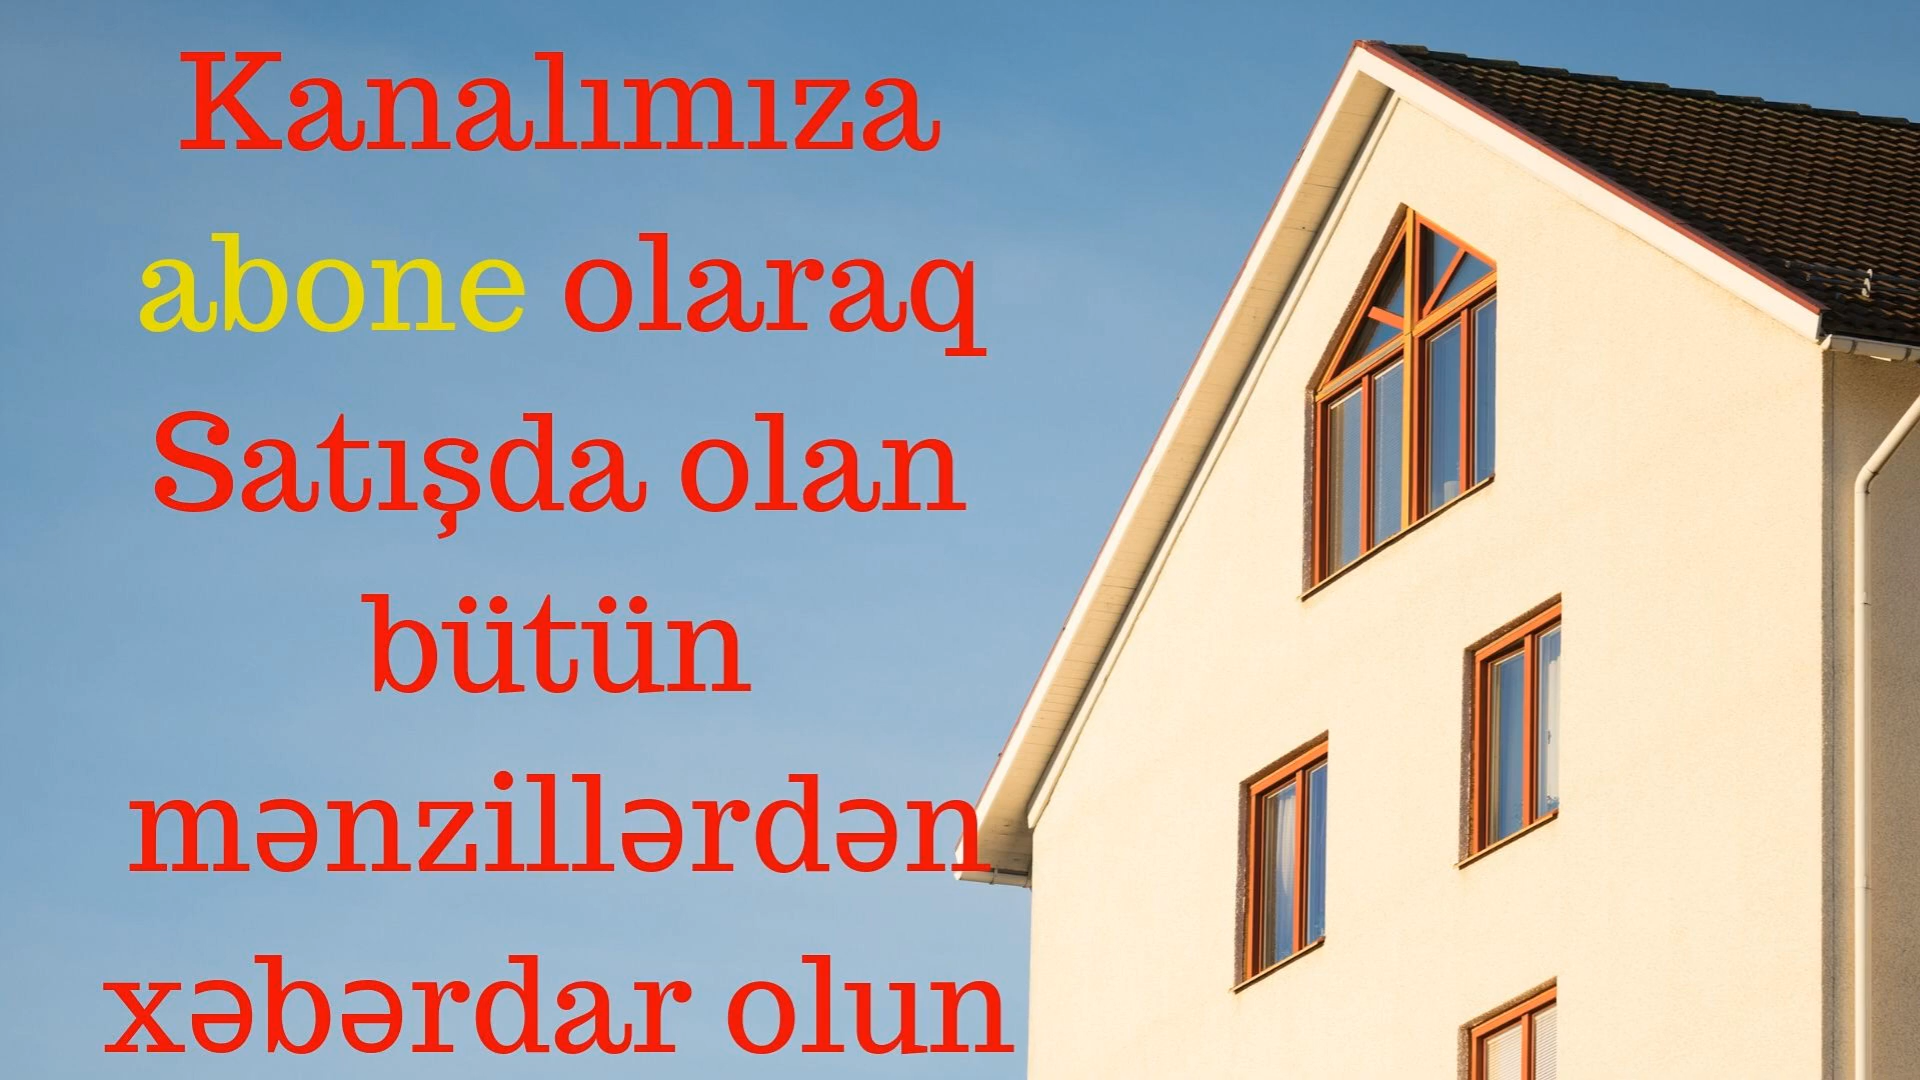 Kanalımıza
abone olaraq
Satışda olan
bütün
mənzillərdən
xəbərdar olun